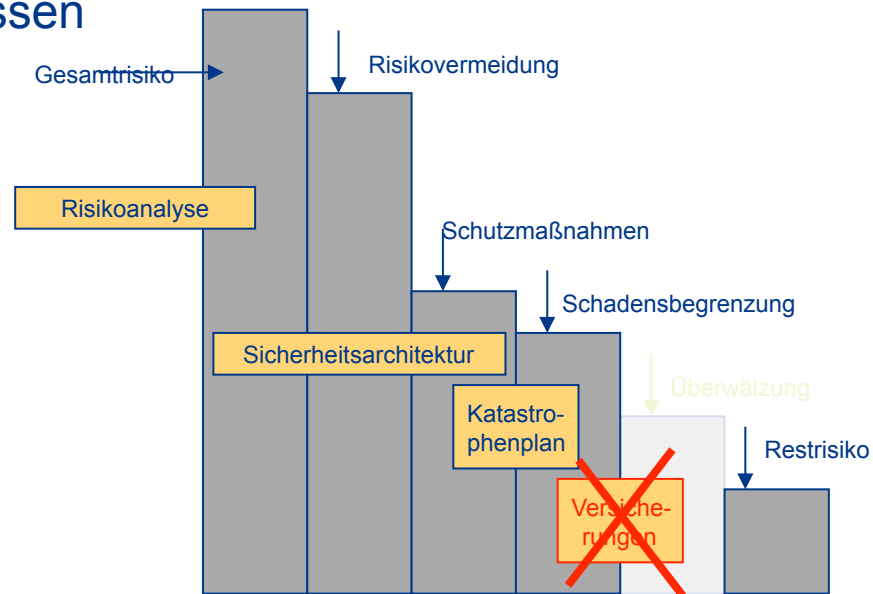 ssen
Gesamtrisiko
Risikovermeidung
Risikoanalyse
Schutzmaßnahmen
Schadensbegrenzung
Sicherheitsarchitektur
Überwälzung
Katastro-
phenplan
Restrisiko
Versiche-
rungen